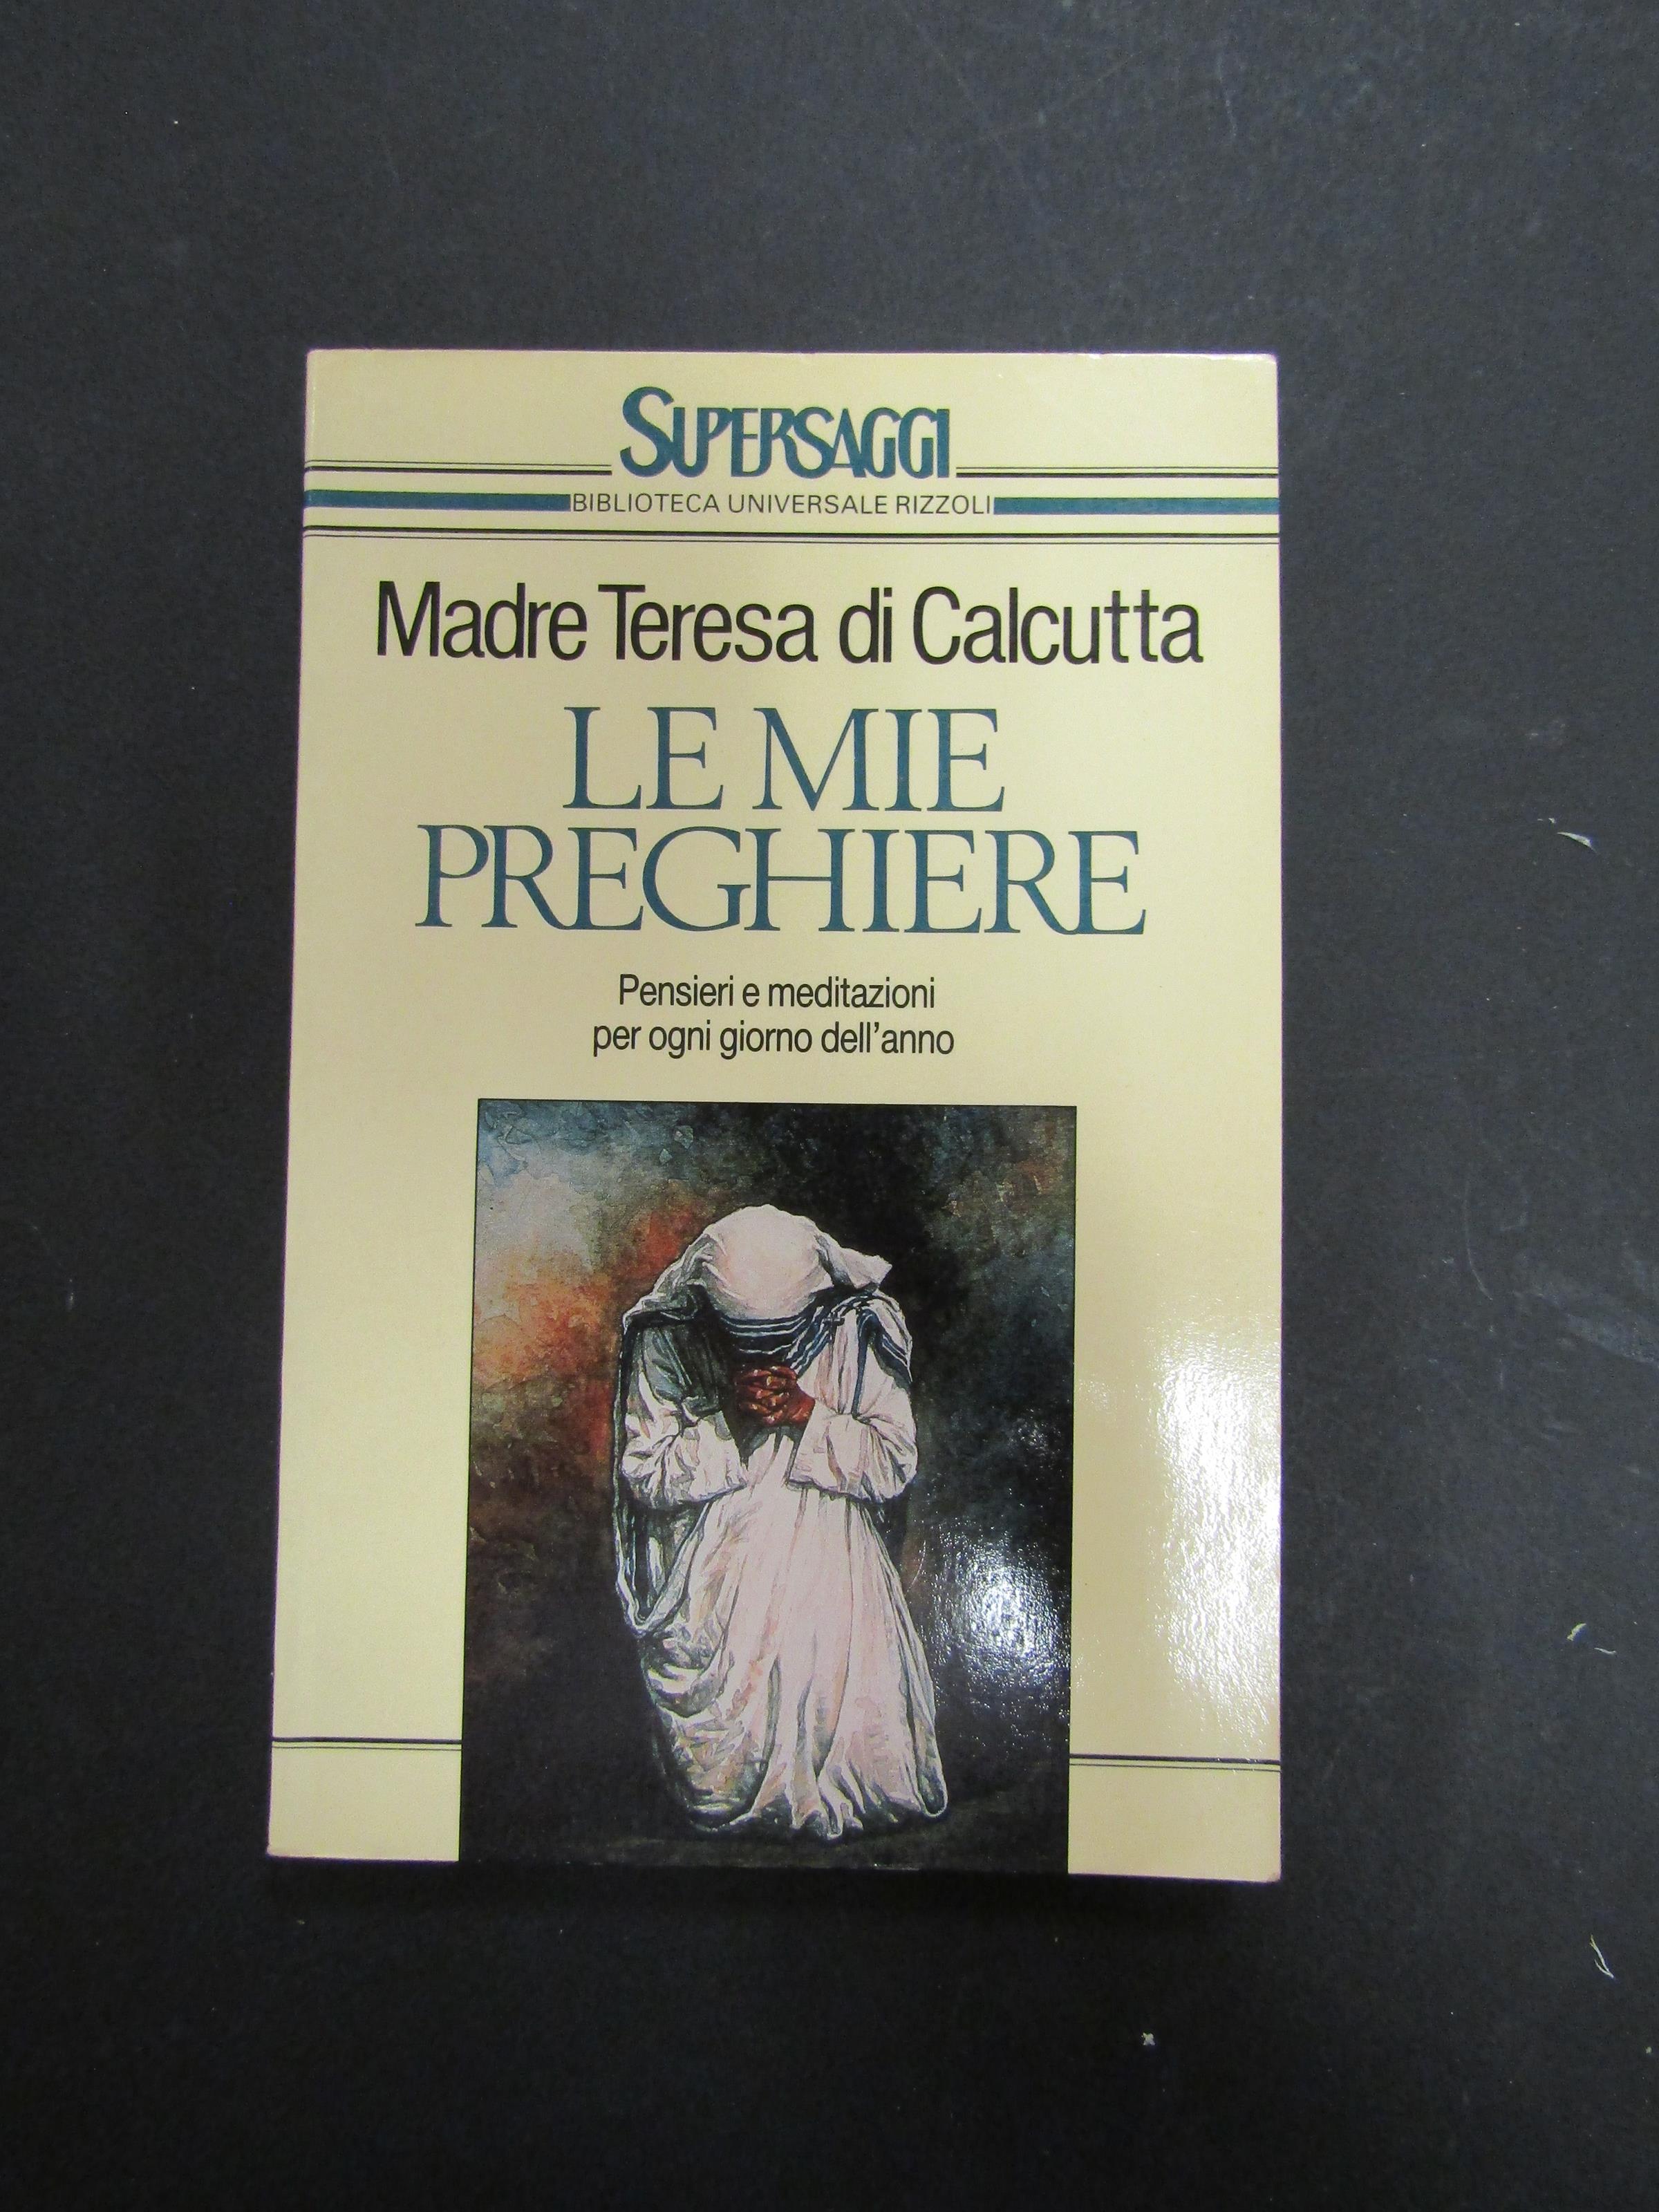 SUPERSAGGI
BIBLIOTECA UNIVERSALE RIZZOLI
Madre Teresa di Calcutta
LE MIE
PREGHIERE
Pensieri e meditazioni
per ogni giorno dell'anno